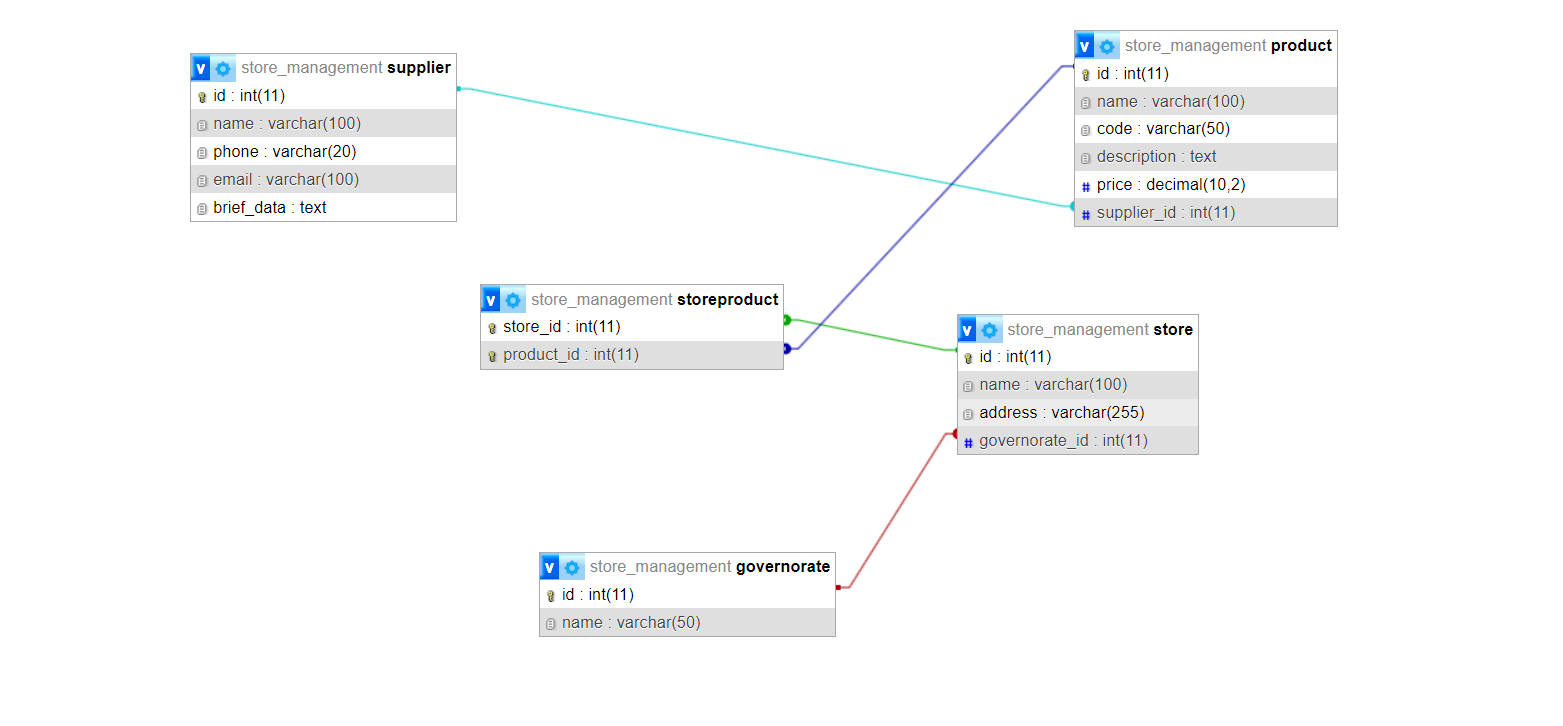 v store_management supplier
id : int(11)
name : varchar(100)
phone : varchar(20)
email : varchar(100)
brief_data : text
v store_management product
id : int(11)
name : varchar(100)
code : varchar(50)
description : text
# price : decimal(10,2)
# supplier_id : int(11)
v store_management storeproduct
store_id : int(11)
product_id : int(11)
v store_management store
id : int(11)
name : varchar(100)
address : varchar(255)
# governorate_id : int(11)
v store_management governorate
id : int(11)
name : varchar(50)